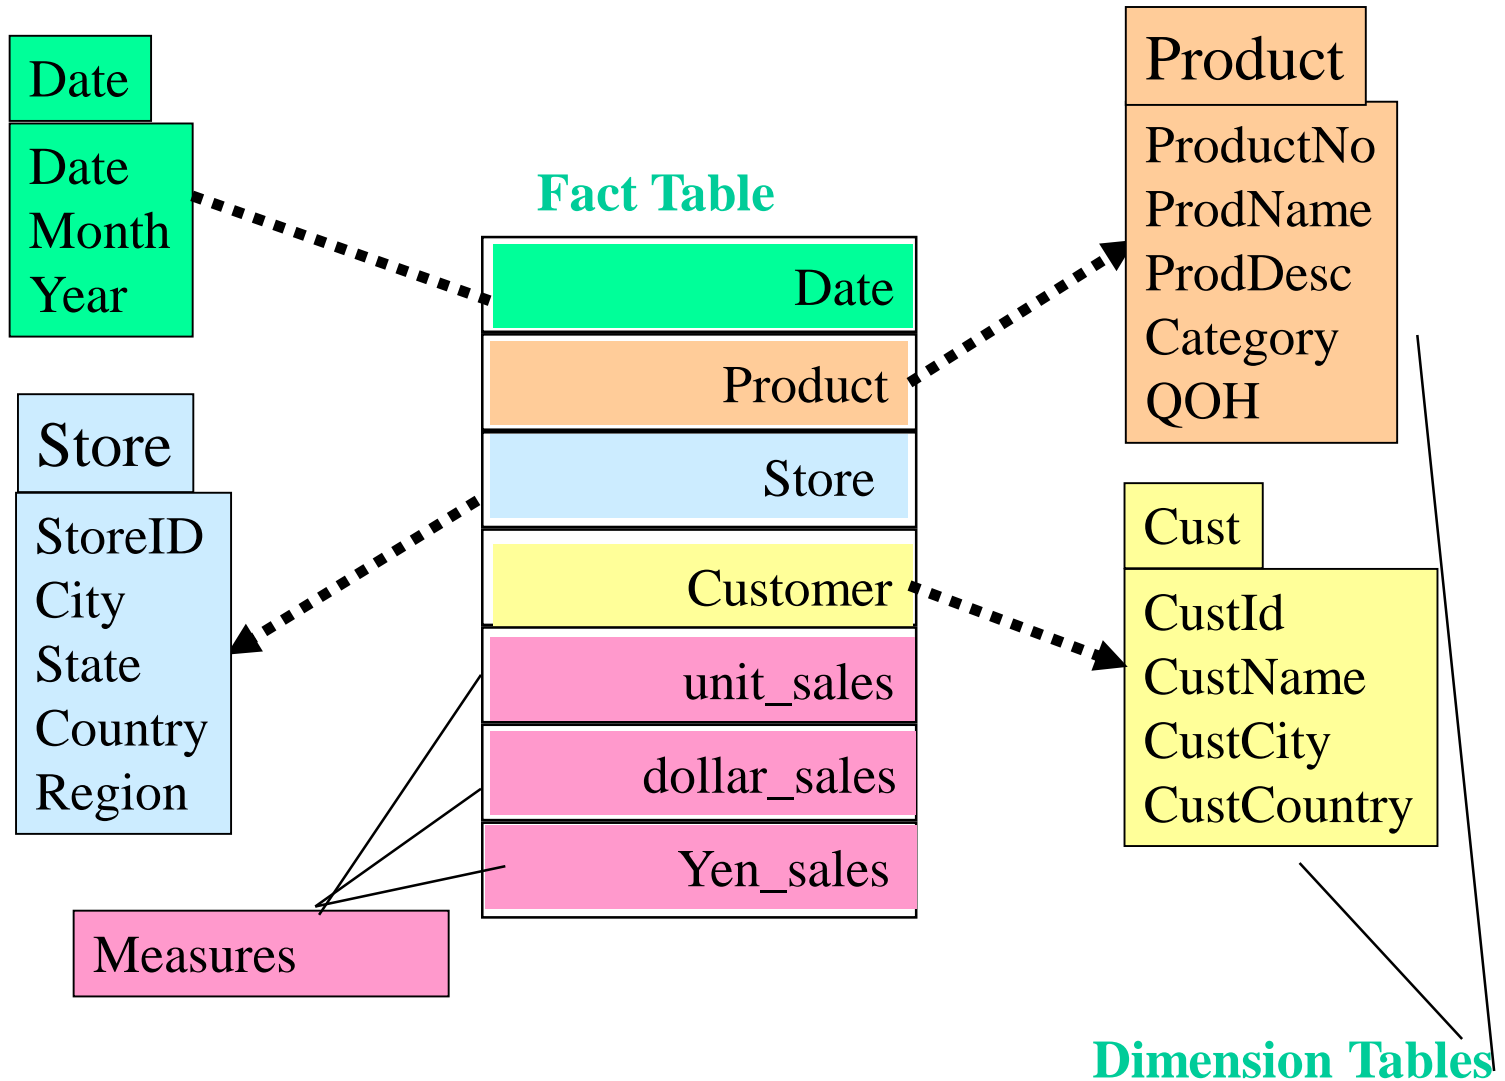 Date
Date
Month
Year
Store
StoreID
City
State
Country
Region
Fact Table
Date
Product
Store
Customer
unit_sales
dollar_sales
Yen_sales
Measures
Product
ProductNo
ProdName
ProdDesc
Category
QOH
Cust
CustId
CustName
CustCity
CustCountry
Dimension Tables